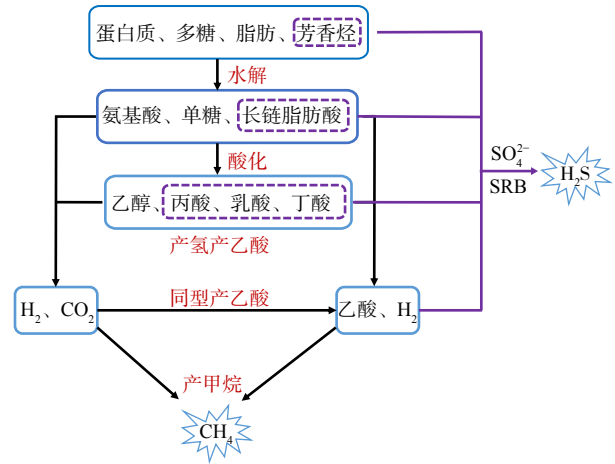 蛋白质、多糖、脂肪、芳香烃
水解
氨基酸、单糖、长链脂肪酸
酸化
SO₄²⁻
SRB
H₂S
乙醇、丙酸、乳酸、丁酸
产氢产乙酸
H₂、CO₂
同型产乙酸
乙酸、H₂
产甲烷
CH₄